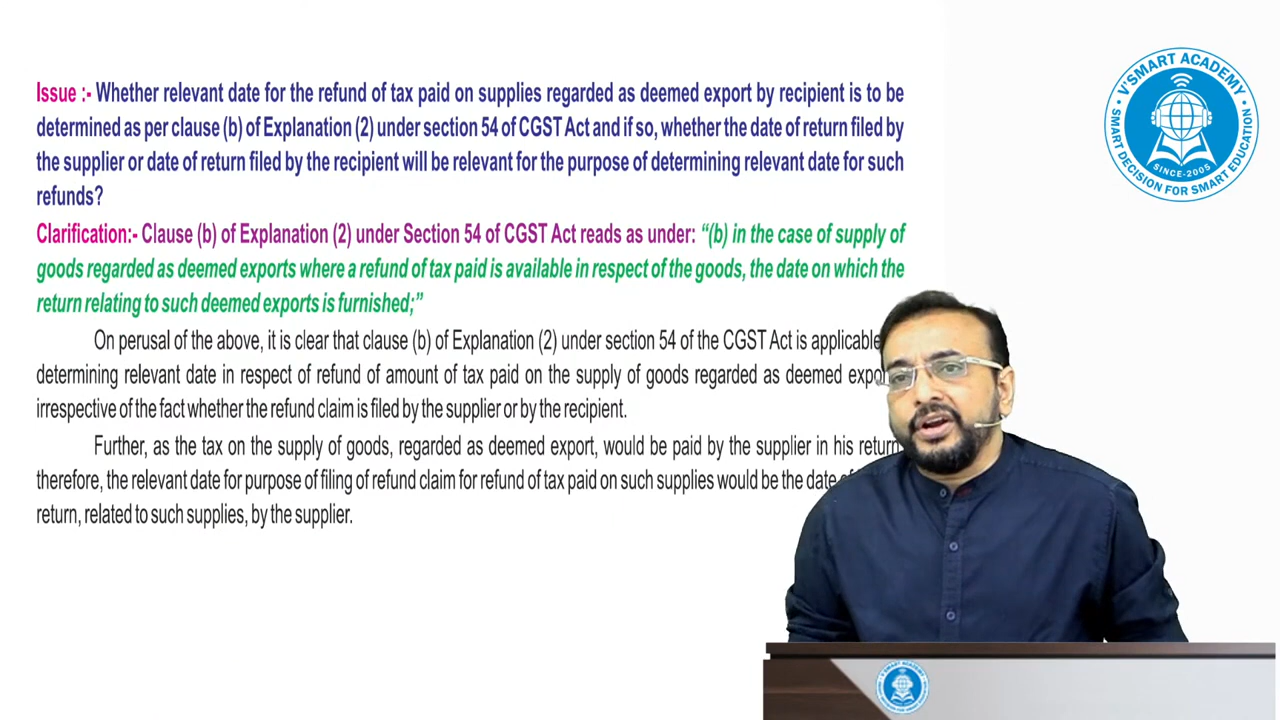 Issue :- Whether relevant date for the refund of tax paid on supplies regarded as deemed export by recipient is to be
determined as per clause (b) of Explanation (2) under section 54 of CGST Act and if so, whether the date of return filed by
the supplier or date of return filed by the recipient will be relevant for the purpose of determining relevant date for such
refunds?
Clarification:- Clause (b) of Explanation (2) under Section 54 of CGST Act reads as under: “(b) in the case of supply of
goods regarded as deemed exports where a refund of tax paid is available in respect of the goods, the date on which the
return relating to such deemed exports is furnished;”
On perusal of the above, it is clear that clause (b) of Explanation (2) under section 54 of the CGST Act is applicable
determining relevant date in respect of refund of amount of tax paid on the supply of goods regarded as deemed
irrespective of the fact whether the refund claim is filed by the supplier or by the recipient.
Further, as the tax on the supply of goods, regarded as deemed export, would be paid by the supplier in his return,
therefore, the relevant date for purpose of filing of refund claim for refund of tax paid on such supplies would be the date
return, related to such supplies, by the supplier.
V'SMART ACADEMY
SINCE-2005
SMART DECISION FOR SMART EDUCATION
V'SMART ACADEMY